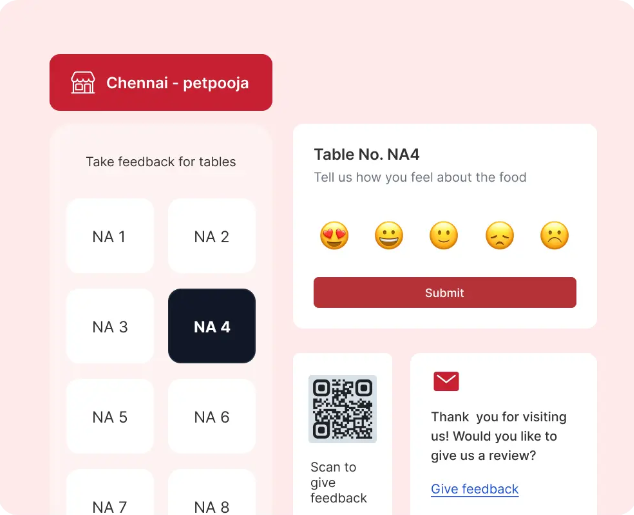 Chennai - petpooja
Take feedback for tables
NA 1
NA 2
NA 3
NA 4
NA 5
NA 6
NA 7
NA 8
Table No. NA4
Tell us how you feel about the food
Submit
Scan to
give
feedback
Thank  you for visiting
us! Would you like to
give us a review?
Give feedback